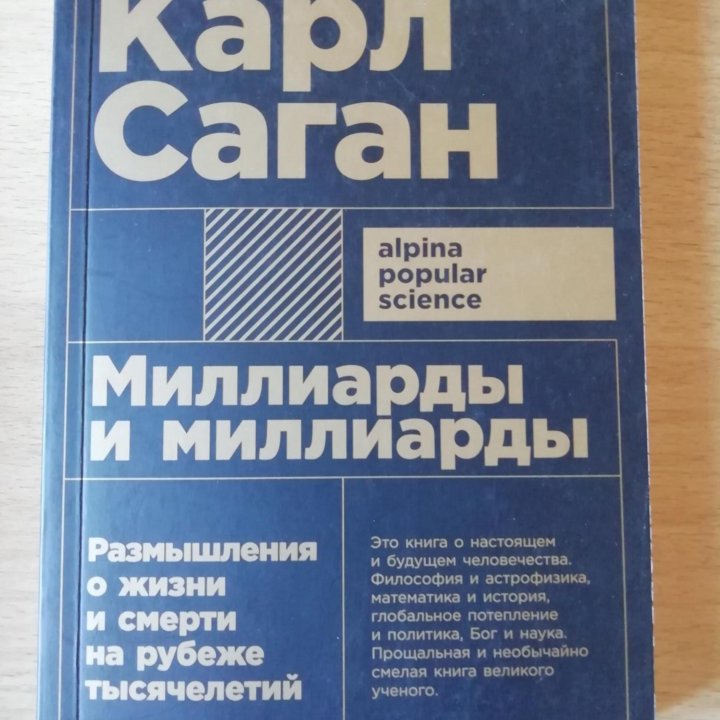 Карл
Саган
alpina
popular
science
Миллиарды
и миллиарды
Размышления
о жизни
и смерти
на рубеже
тысячелетий
Это книга о настоящем
и будущем человечества.
Философия и астрофизика,
математика и история,
глобальное потепление
и политика, Бог и наука.
Прощальная и необычайно
смелая книга великого
ученого.